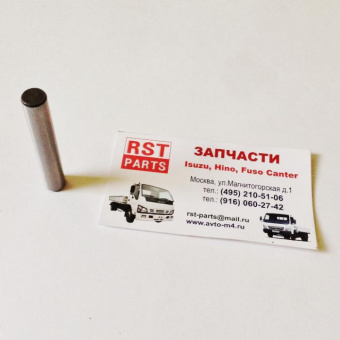 RST
PARTS
ЗАПЧАСТИ
Isuzu, Hino, Fuso Canter
Москва, ул.Магнитогорская д.1
тел.: (495) 210-51-06
тел.: (916) 060-27-42
rst-parts@mail.ru
www.avto-m4.ru